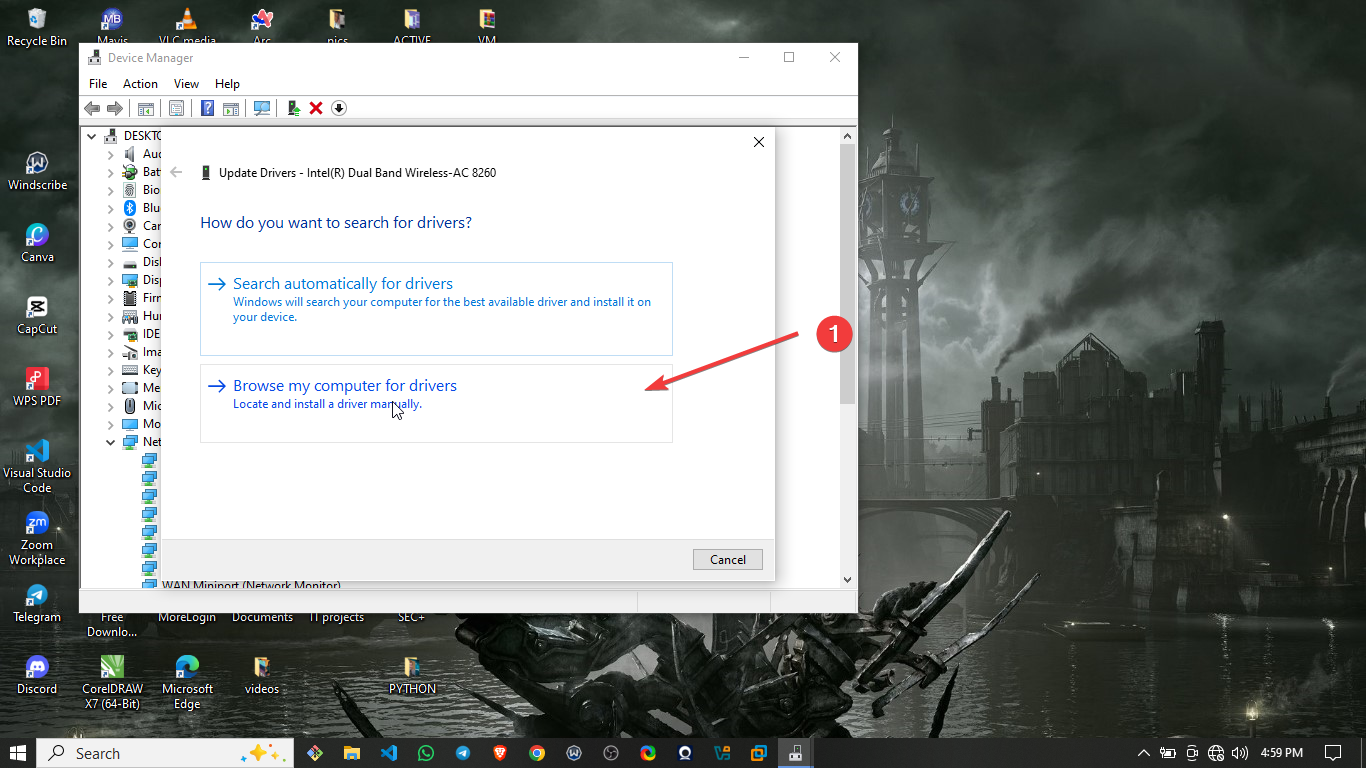 Recycle Bin
Mavis
VLC media
Arc
pics
ACTIVE
VM
Device Manager
File Action View Help
DESKTO
Aud
Batt
Bio
Blu
Car
Cor
Disl
Disp
Firn
Hur
IDE
Ima
Key
Me
Mic
Mo
Net
Update Drivers - Intel(R) Dual Band Wireless-AC 8260
How do you want to search for drivers?
Search automatically for drivers
Windows will search your computer for the best available driver and install it on
your device.
Browse my computer for drivers
Locate and install a driver manually.
1
Cancel
WAN Miniport (Network Monitor)
Windscribe
Canva
CapCut
WPS PDF
Visual Studio
Code
zm
Zoom
Workplace
Telegram
Free
Downlo...
MoreLogin
Documents
IT projects
SEC+
Discord
CorelDRAW
X7 (64-Bit)
Microsoft
Edge
videos
PYTHON
Search
4:59 PM